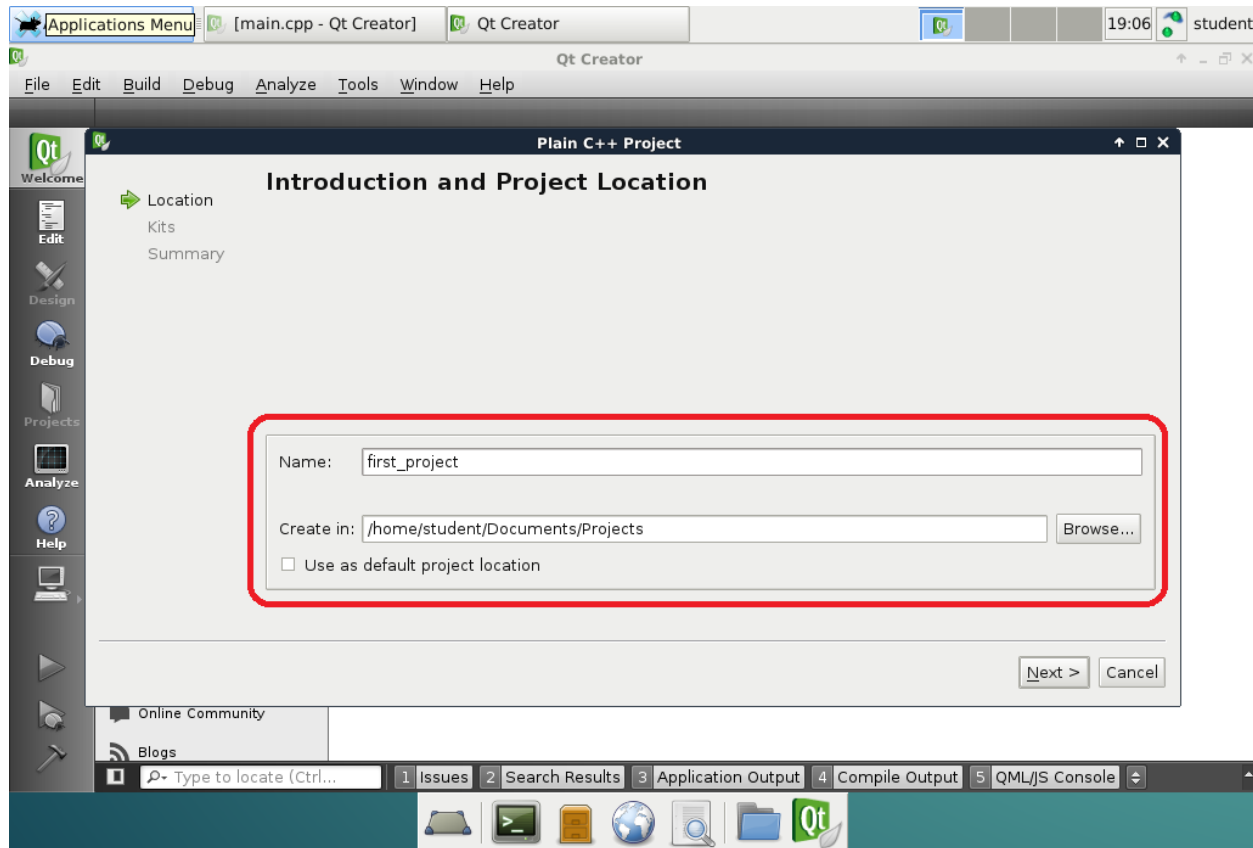 Applications Menu
[main.cpp - Qt Creator]
Qt Creator
19:06
student
Qt Creator
File Edit Build Debug Analyze Tools Window Help
Plain C++ Project
Qt
Welcome
Edit
Design
Debug
Projects
Analyze
Help
Location
Kits
Summary
Introduction and Project Location
Name: first_project
Create in: /home/student/Documents/Projects Browse...
Use as default project location
Next > Cancel
Online Community
Blogs
Type to locate (Ctrl... 1 Issues 2 Search Results 3 Application Output 4 Compile Output 5 QML/JS Console
>_
Qt